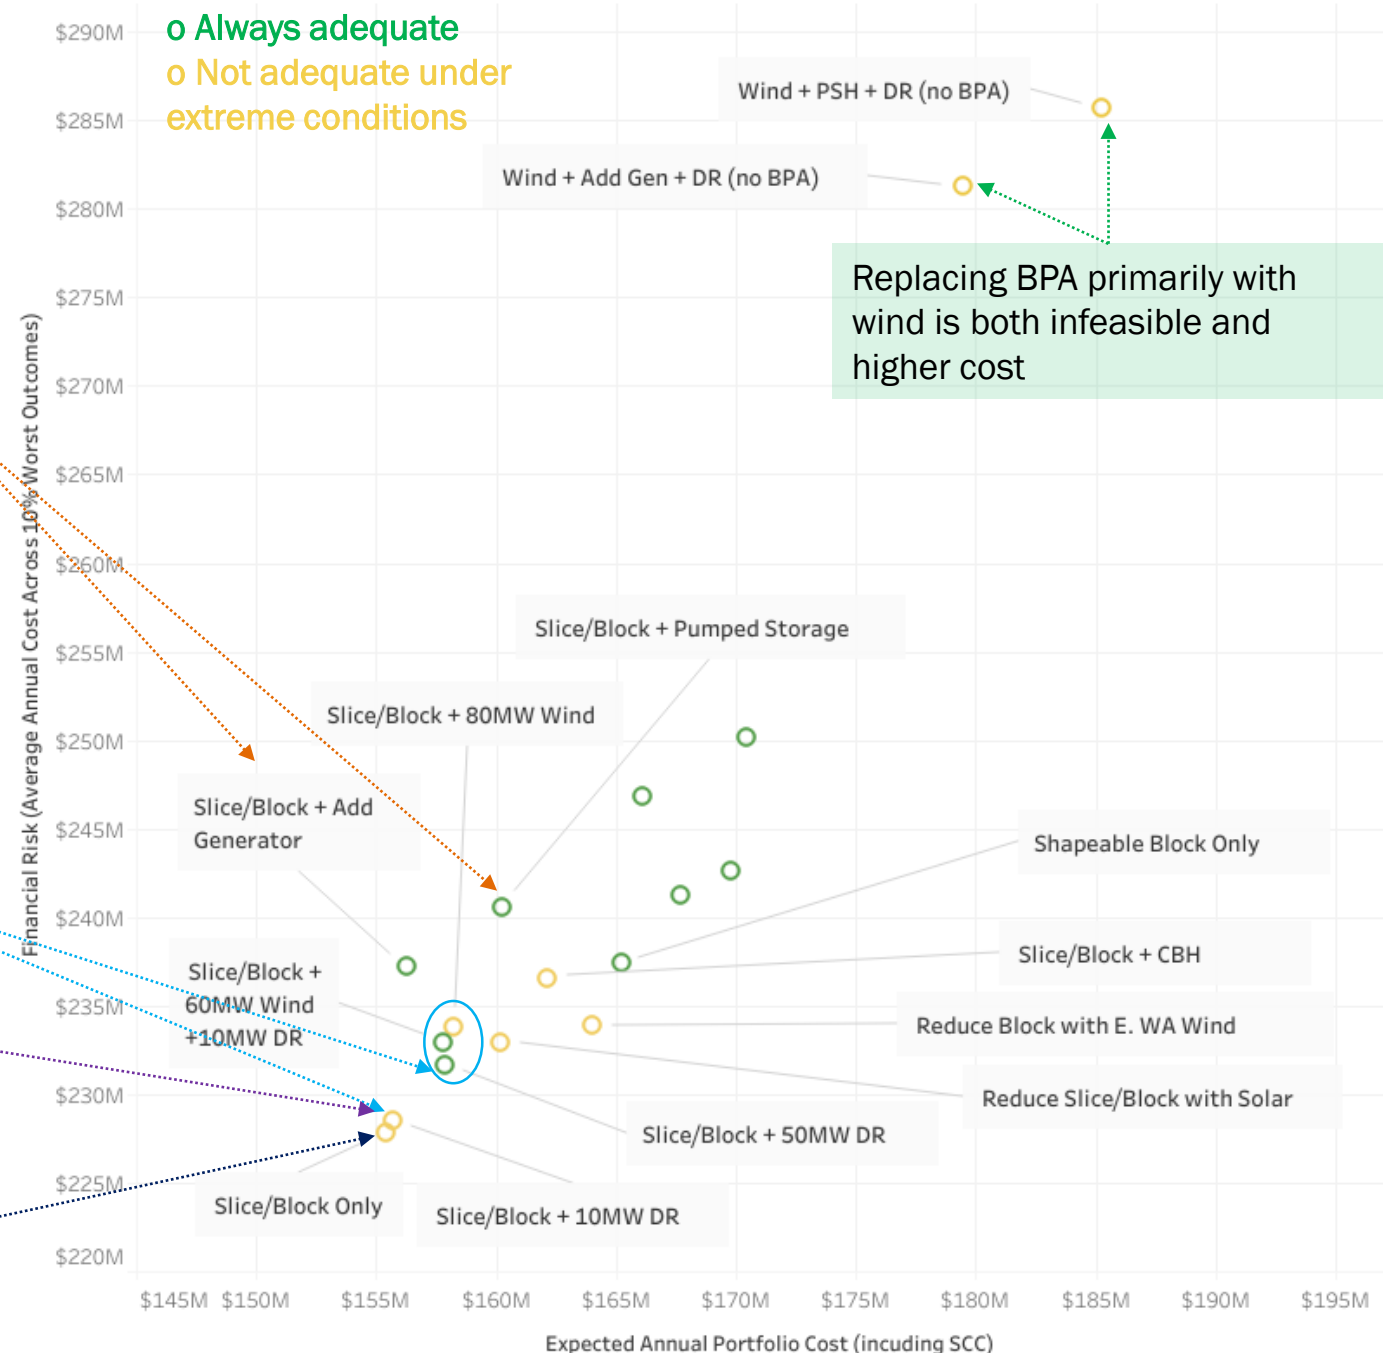 o Always adequate
o Not adequate under
extreme conditions
$290M
$285M
$280M
$275M
$270M
$265M
$260M
$255M
$250M
$245M
$240M
$235M
$230M
$225M
$220M
Financial Risk (Average Annual Cost Across 10% Worst Outcomes)
Wind + PSH + DR (no BPA)
Wind + Add Gen + DR (no BPA)
Replacing BPA primarily with
wind is both infeasible and
higher cost
Slice/Block + Pumped Storage
Slice/Block + 80MW Wind
Slice/Block + Add
Generator
Shapeable Block Only
Slice/Block + CBH
Slice/Block +
60MW Wind
+10MW DR
Reduce Block with E. WA Wind
Reduce Slice/Block with Solar
Slice/Block + 50MW DR
Slice/Block Only
Slice/Block + 10MW DR
$145M $150M $155M $160M $165M $170M $175M $180M $185M $190M $195M
Expected Annual Portfolio Cost (incuding SCC)